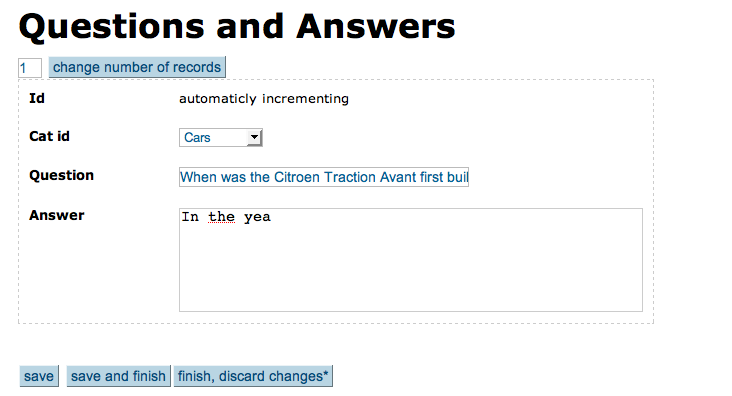 Questions and Answers
1 change number of records
Id automaticly incrementing
Cat id Cars
Question When was the Citroen Traction Avant first buil
Answer In the yea
save save and finish finish, discard changes*